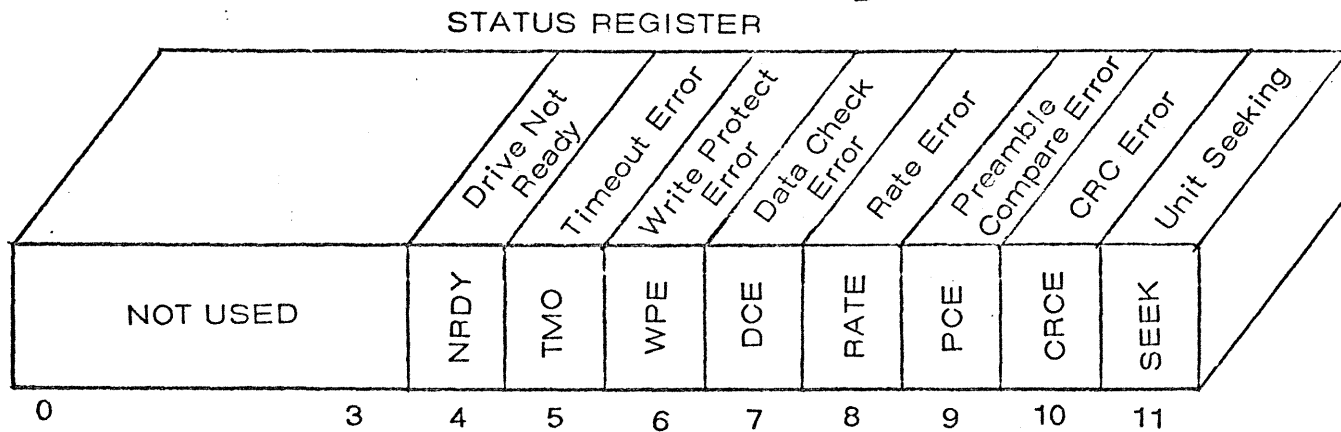 STATUS REGISTER
Drive Not
Ready
Timeout Error
Write Protect
Error
Data Check
Error
Rate Error
Preamble
Compare Error
CRC Error
Unit Seeking
NOT USED
NRDY
TMO
WPE
DCE
RATE
PCE
CRCE
SEEK
0 3 4 5 6 7 8 9 10 11